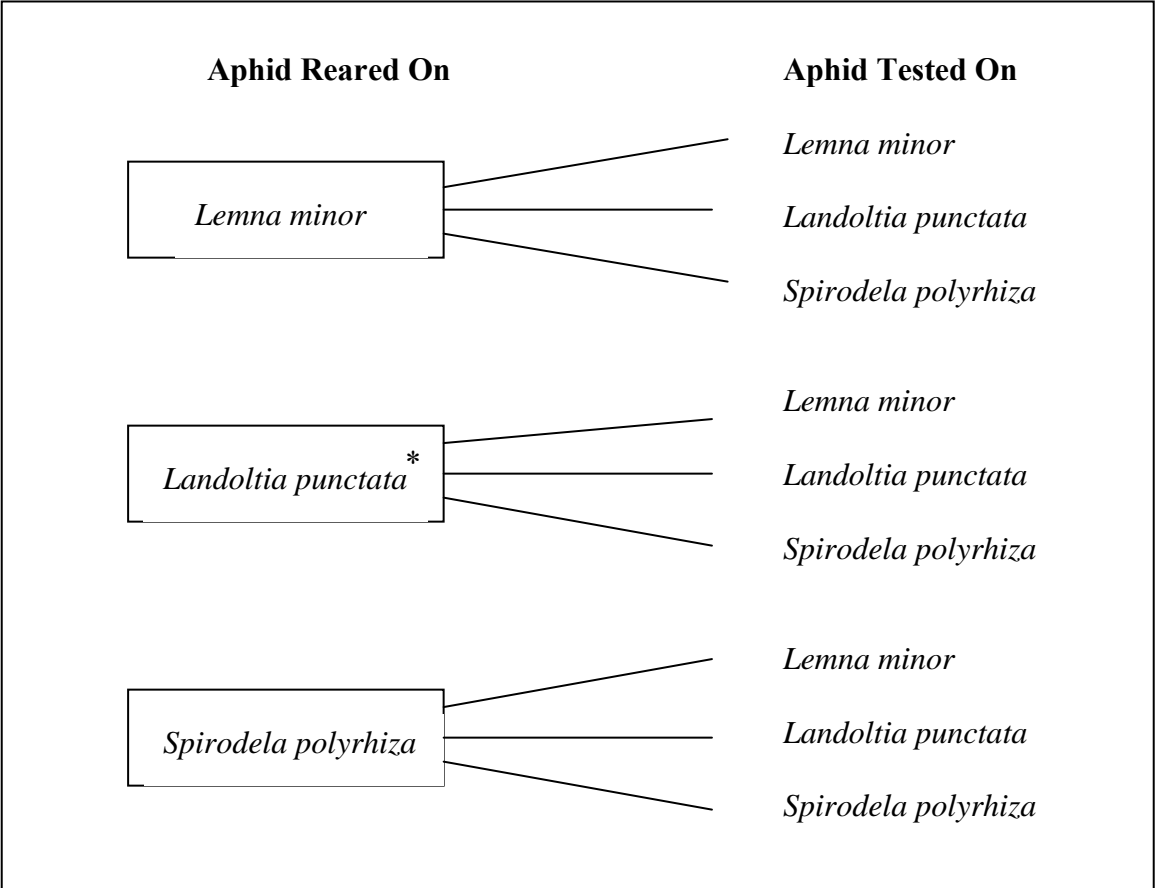 Aphid Reared On Aphid Tested On
Lemna minor
Lemna minor
Landoltia punctata
Spirodela polyrhiza
Lemna minor
Landoltia punctata*
Landoltia punctata
Spirodela polyrhiza
Lemna minor
Spirodela polyrhiza
Landoltia punctata
Spirodela polyrhiza